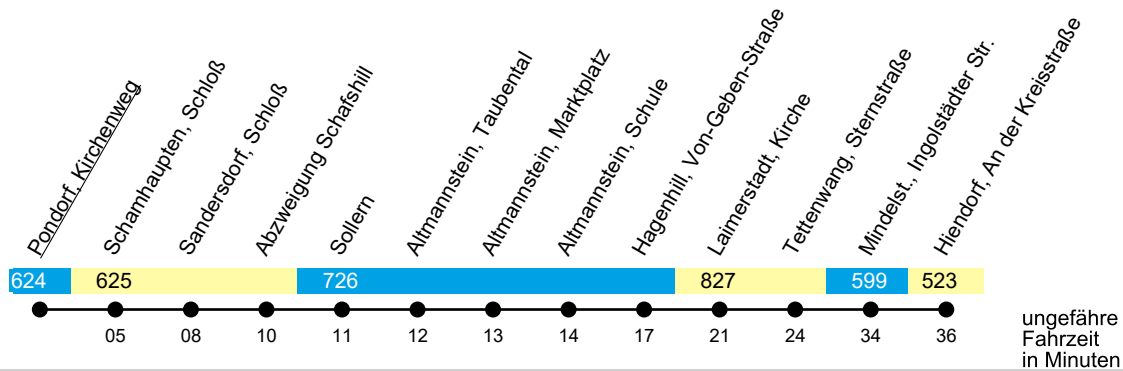 Pondorf, Kirchenweg
Schamhaupten, Schloß
Sandersdorf, Schloß
Abzweigung Schafshill
Sollern
Altmannstein, Taubental
Altmannstein, Marktplatz
Altmannstein, Schule
Hagenhill, Von-Geben-Straße
Laimerstadt, Kirche
Tettenwang, Sternstraße
Mindelst., Ingolstädter Str.
Hiendorf, An der Kreisstraße
624 625 726 827 599 523
05 08 10 11 12 13 14 17 21 24 34 36
ungefähre
Fahrzeit
in Minuten